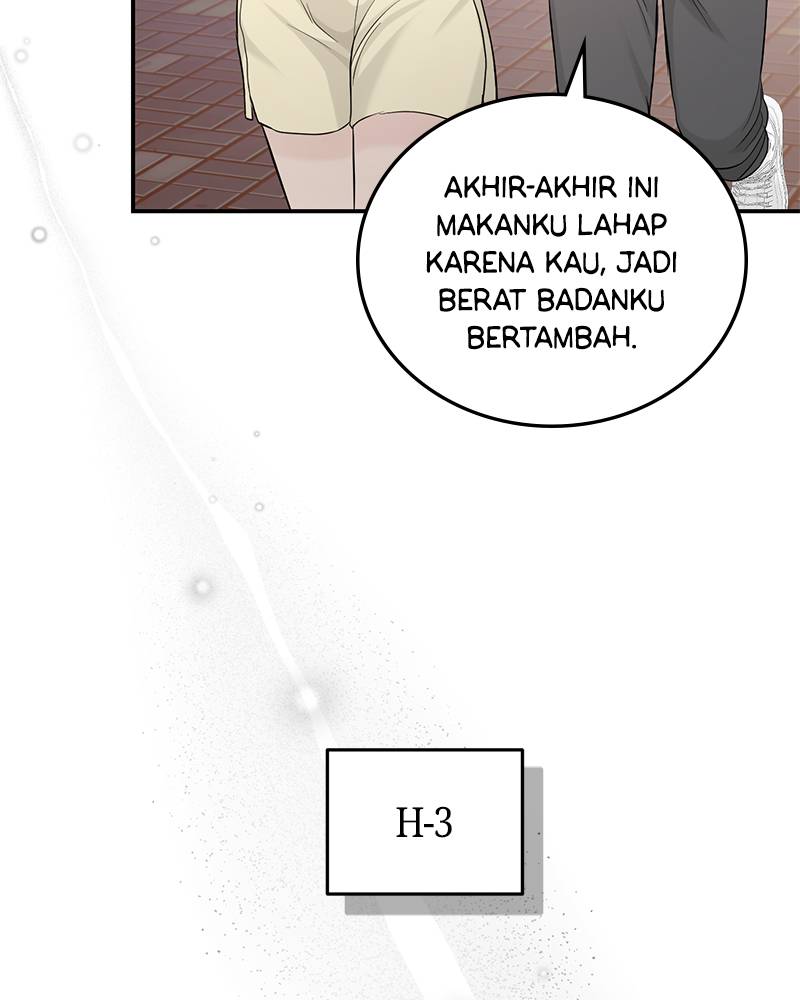 AKHIR-AKHIR INI
MAKANKU LAHAP
KARENA KAU, JADI
BERAT BADANKU
BERTAMBAH.
H-3